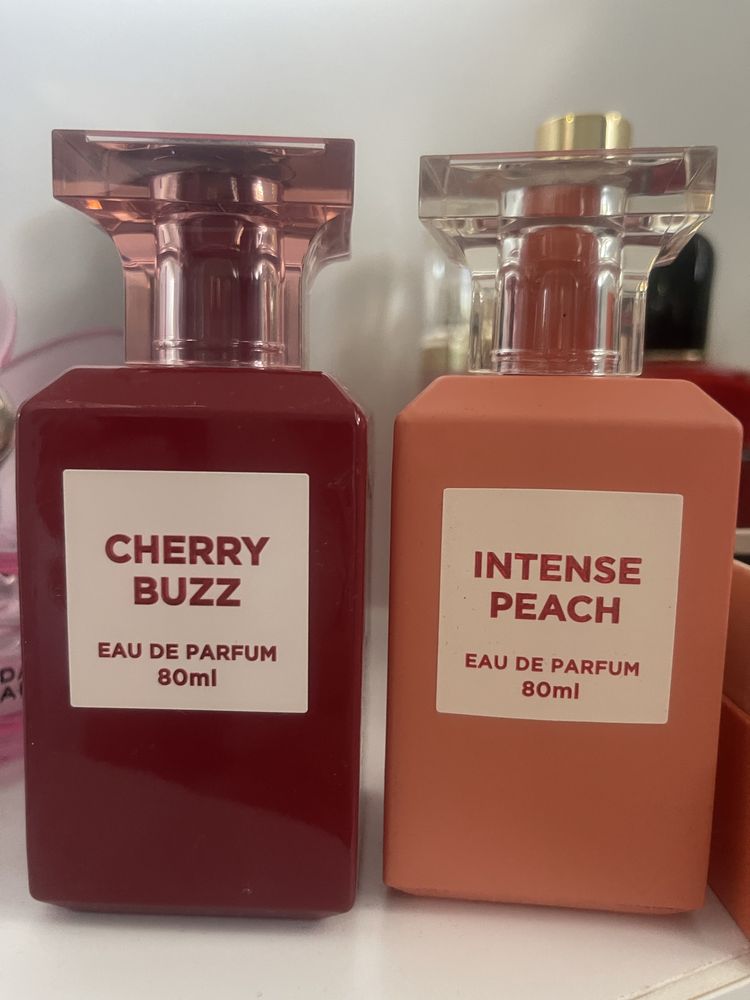 CHERRY
BUZZ
EAU DE PARFUM
80ml
INTENSE
PEACH
EAU DE PARFUM
80ml